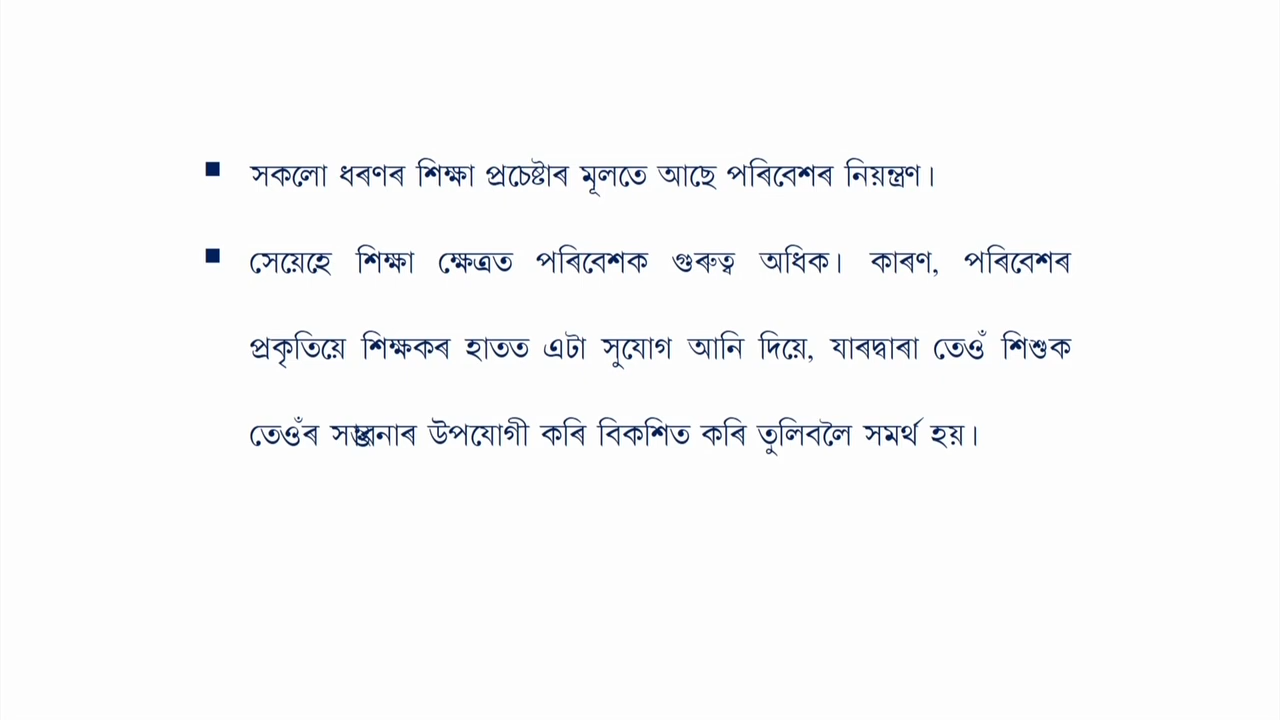 ▪ সকলো ধৰণৰ শিক্ষা প্ৰচেষ্টাৰ মূলতে আছে পৰিবেশৰ নিয়ন্ত্ৰণ।
▪ সেয়েহে শিক্ষা ক্ষেত্ৰত পৰিবেশক গুৰুত্ব অধিক। কাৰণ, পৰিবেশৰ
প্ৰকৃতিয়ে শিক্ষকৰ হাতত এটা সুযোগ আনি দিয়ে, যাৰদ্বাৰা তেওঁ শিশুক
তেওঁৰ সম্ভাৱনাৰ উপযোগী কৰি বিকশিত কৰি তুলিবলৈ সমৰ্থ হয়।